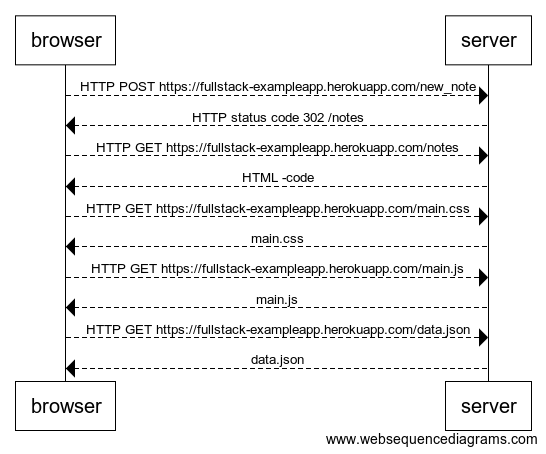 browser
server
HTTP POST https://fullstack-exampleapp.herokuapp.com/new_note
HTTP status code 302 /notes
HTTP GET https://fullstack-exampleapp.herokuapp.com/notes
HTML -code
HTTP GET https://fullstack-exampleapp.herokuapp.com/main.css
main.css
HTTP GET https://fullstack-exampleapp.herokuapp.com/main.js
main.js
HTTP GET https://fullstack-exampleapp.herokuapp.com/data.json
data.json
browser
server
www.websequencediagrams.com